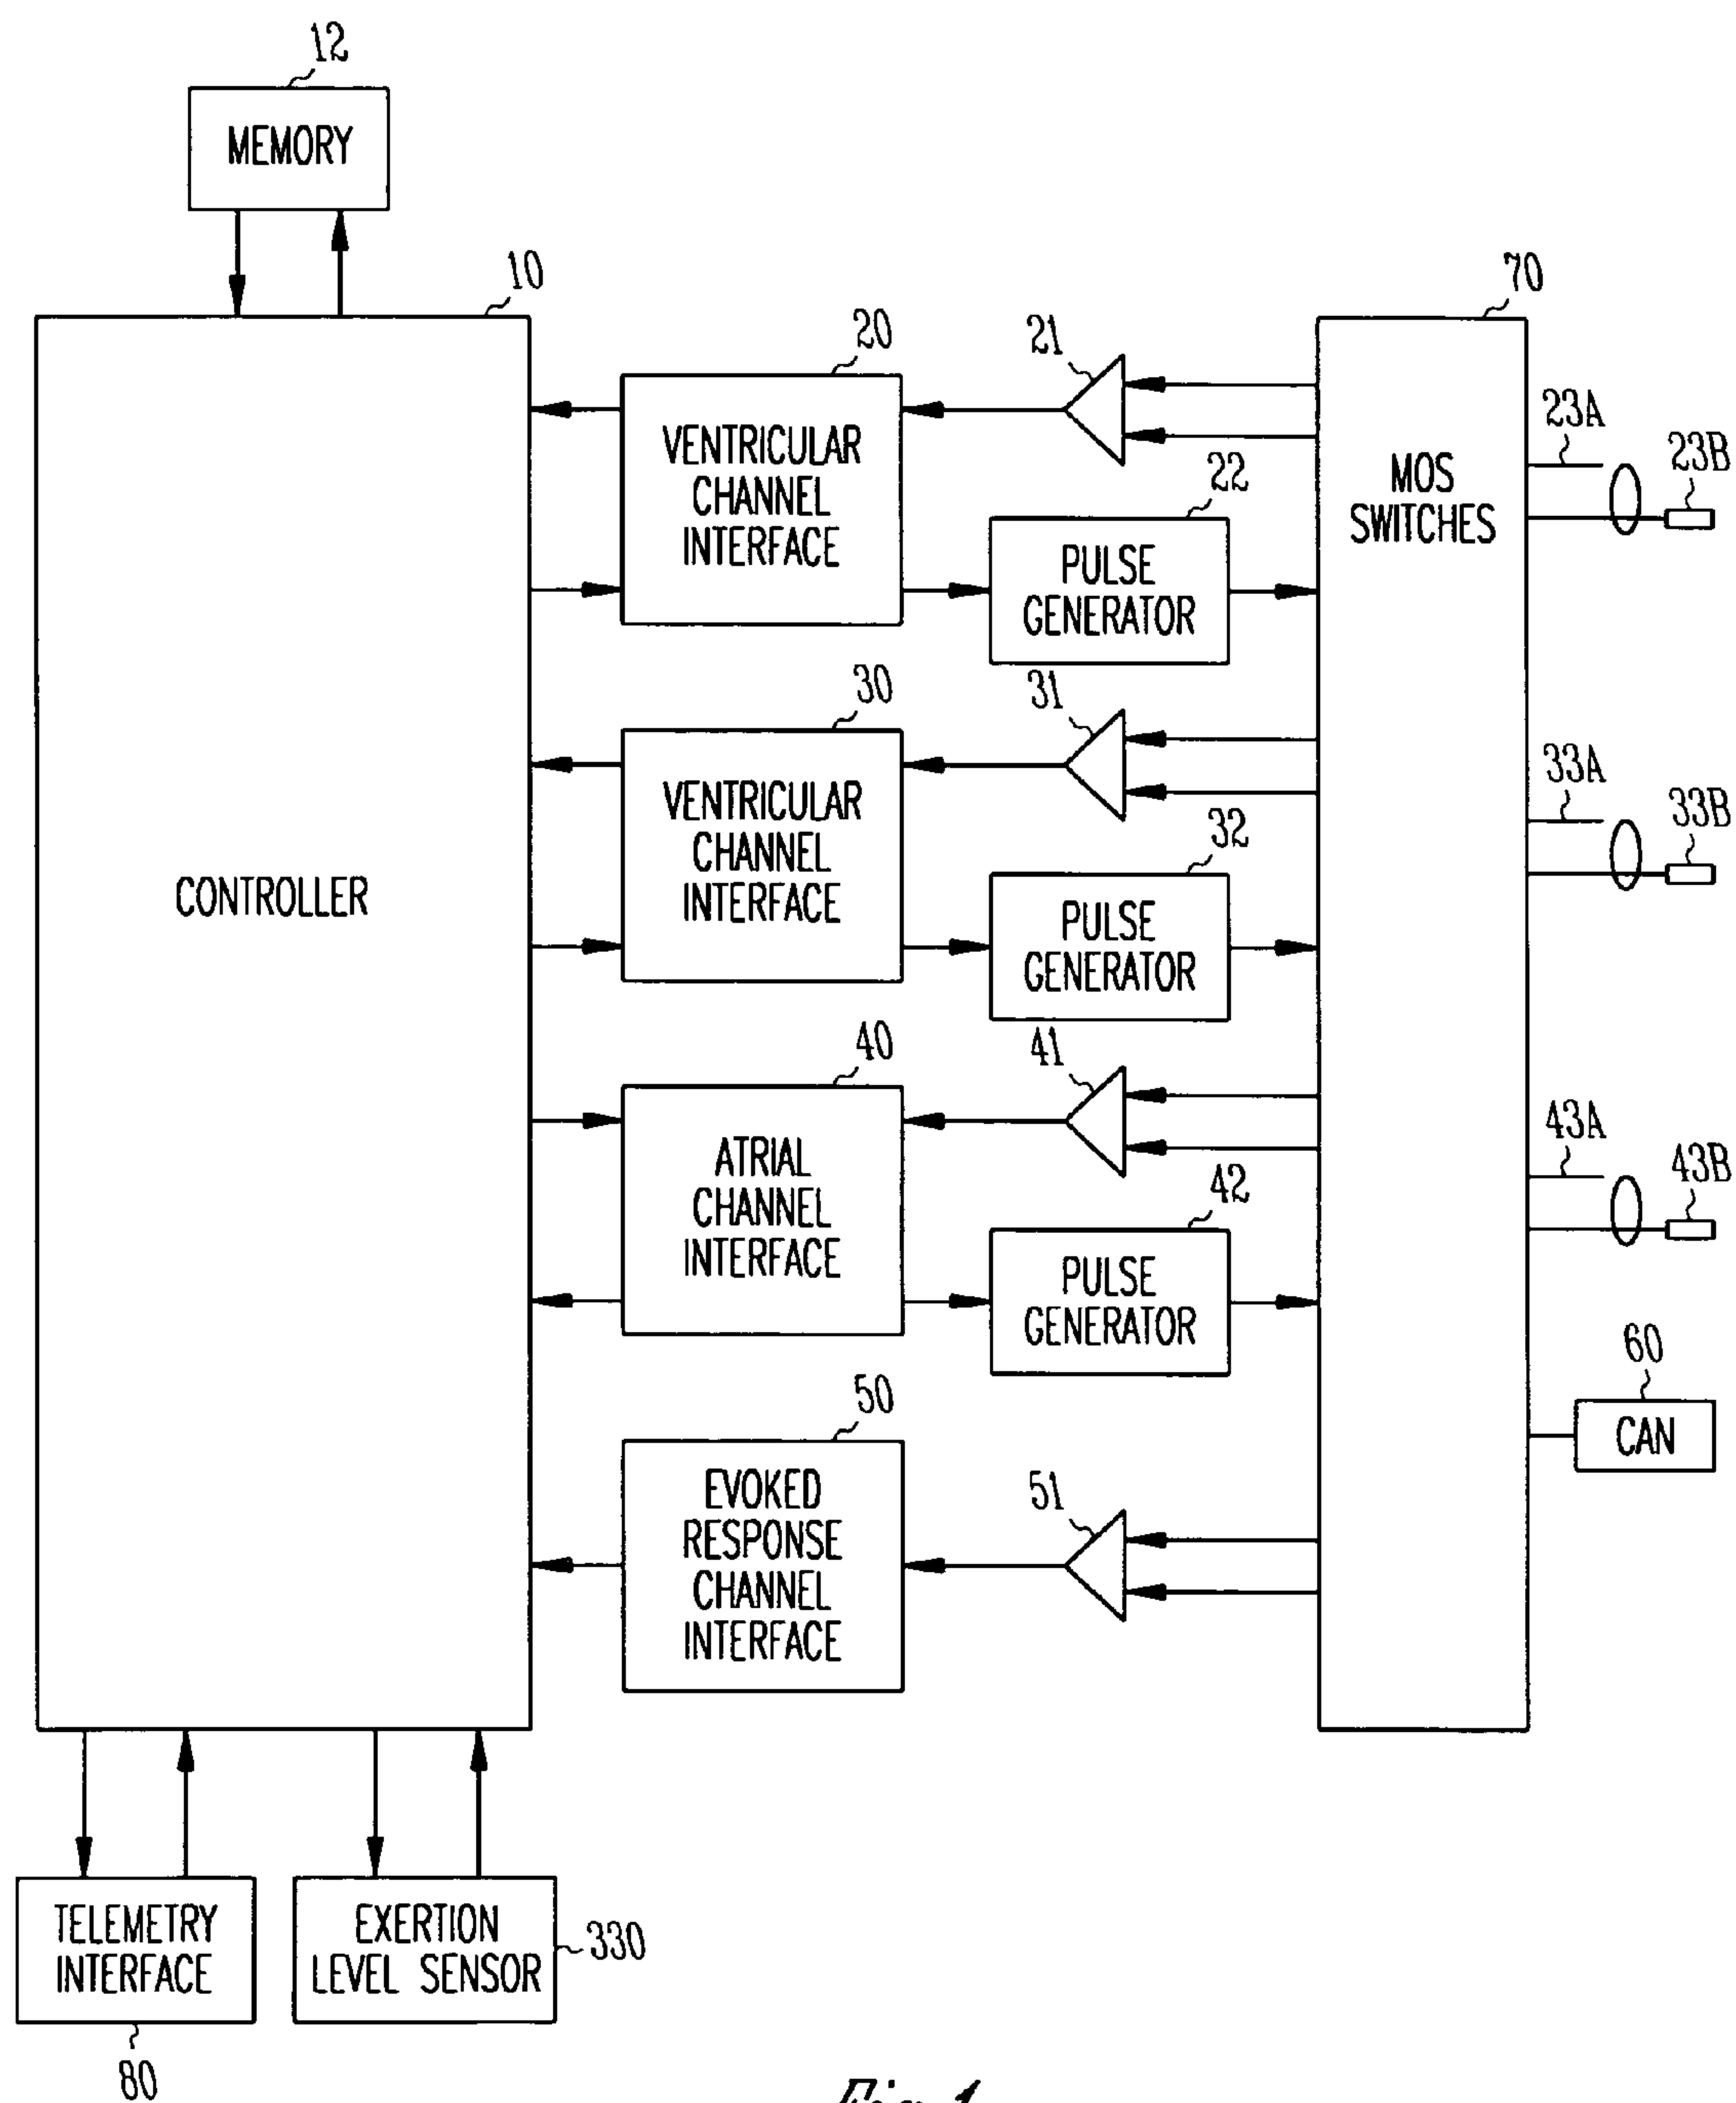 12
MEMORY
10
70
20
21
VENTRICULAR
CHANNEL
INTERFACE
22
PULSE
GENERATOR
MOS
SWITCHES
23A
23B
30
31
VENTRICULAR
CHANNEL
INTERFACE
32
PULSE
GENERATOR
33A
33B
CONTROLLER
40
41
ATRIAL
CHANNEL
INTERFACE
42
PULSE
GENERATOR
43A
43B
60
CAN
50
51
EVOKED
RESPONSE
CHANNEL
INTERFACE
TELEMETRY
INTERFACE
80
EXERTION
LEVEL SENSOR
330